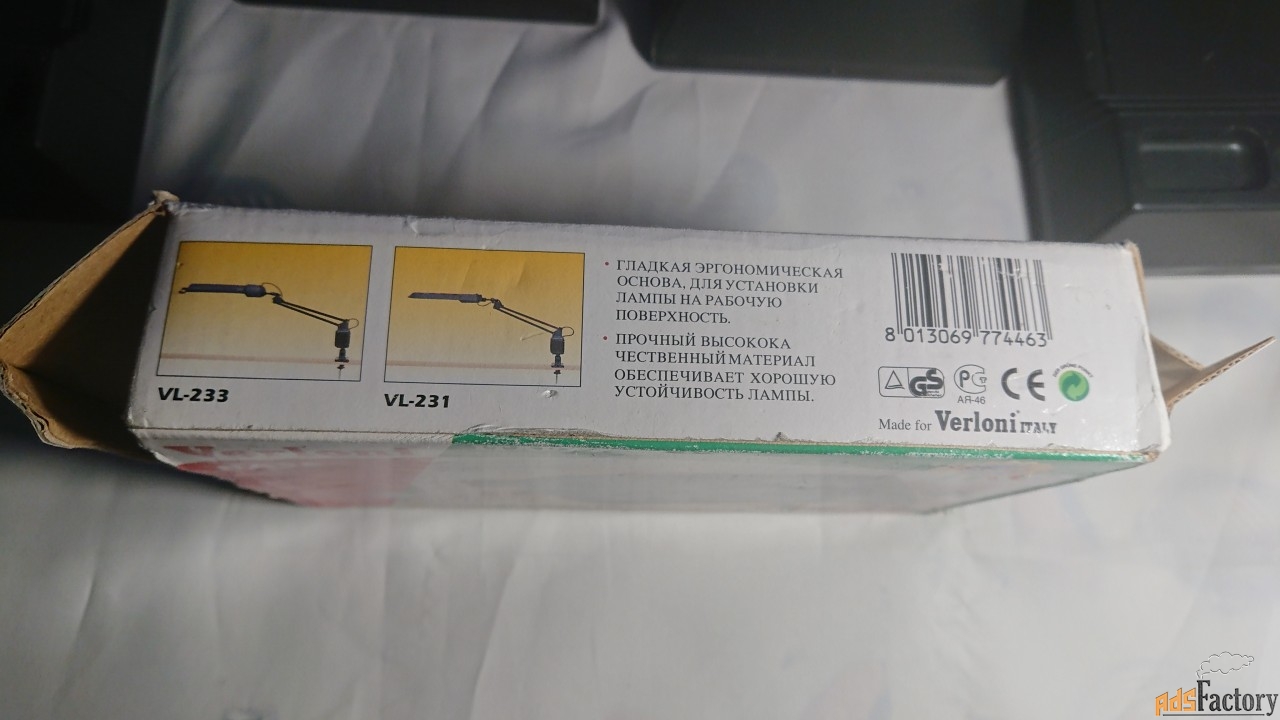 VL-233
VL-231
• ГЛАДКАЯ ЭРГОНОМИЧЕСКАЯ
ОСНОВА, ДЛЯ УСТАНОВКИ
ЛАМПЫ НА РАБОЧУЮ
ПОВЕРХНОСТЬ.
• ПРОЧНЫЙ ВЫСОКОКА
ЧЕСТВЕННЫЙ МАТЕРИАЛ
ОБЕСПЕЧИВАЕТ ХОРОШУЮ
УСТОЙЧИВОСТЬ ЛАМПЫ.
8 013069 774463
GS
АЯ-46
CE
Made for Verloni ITALY
AdsFactory